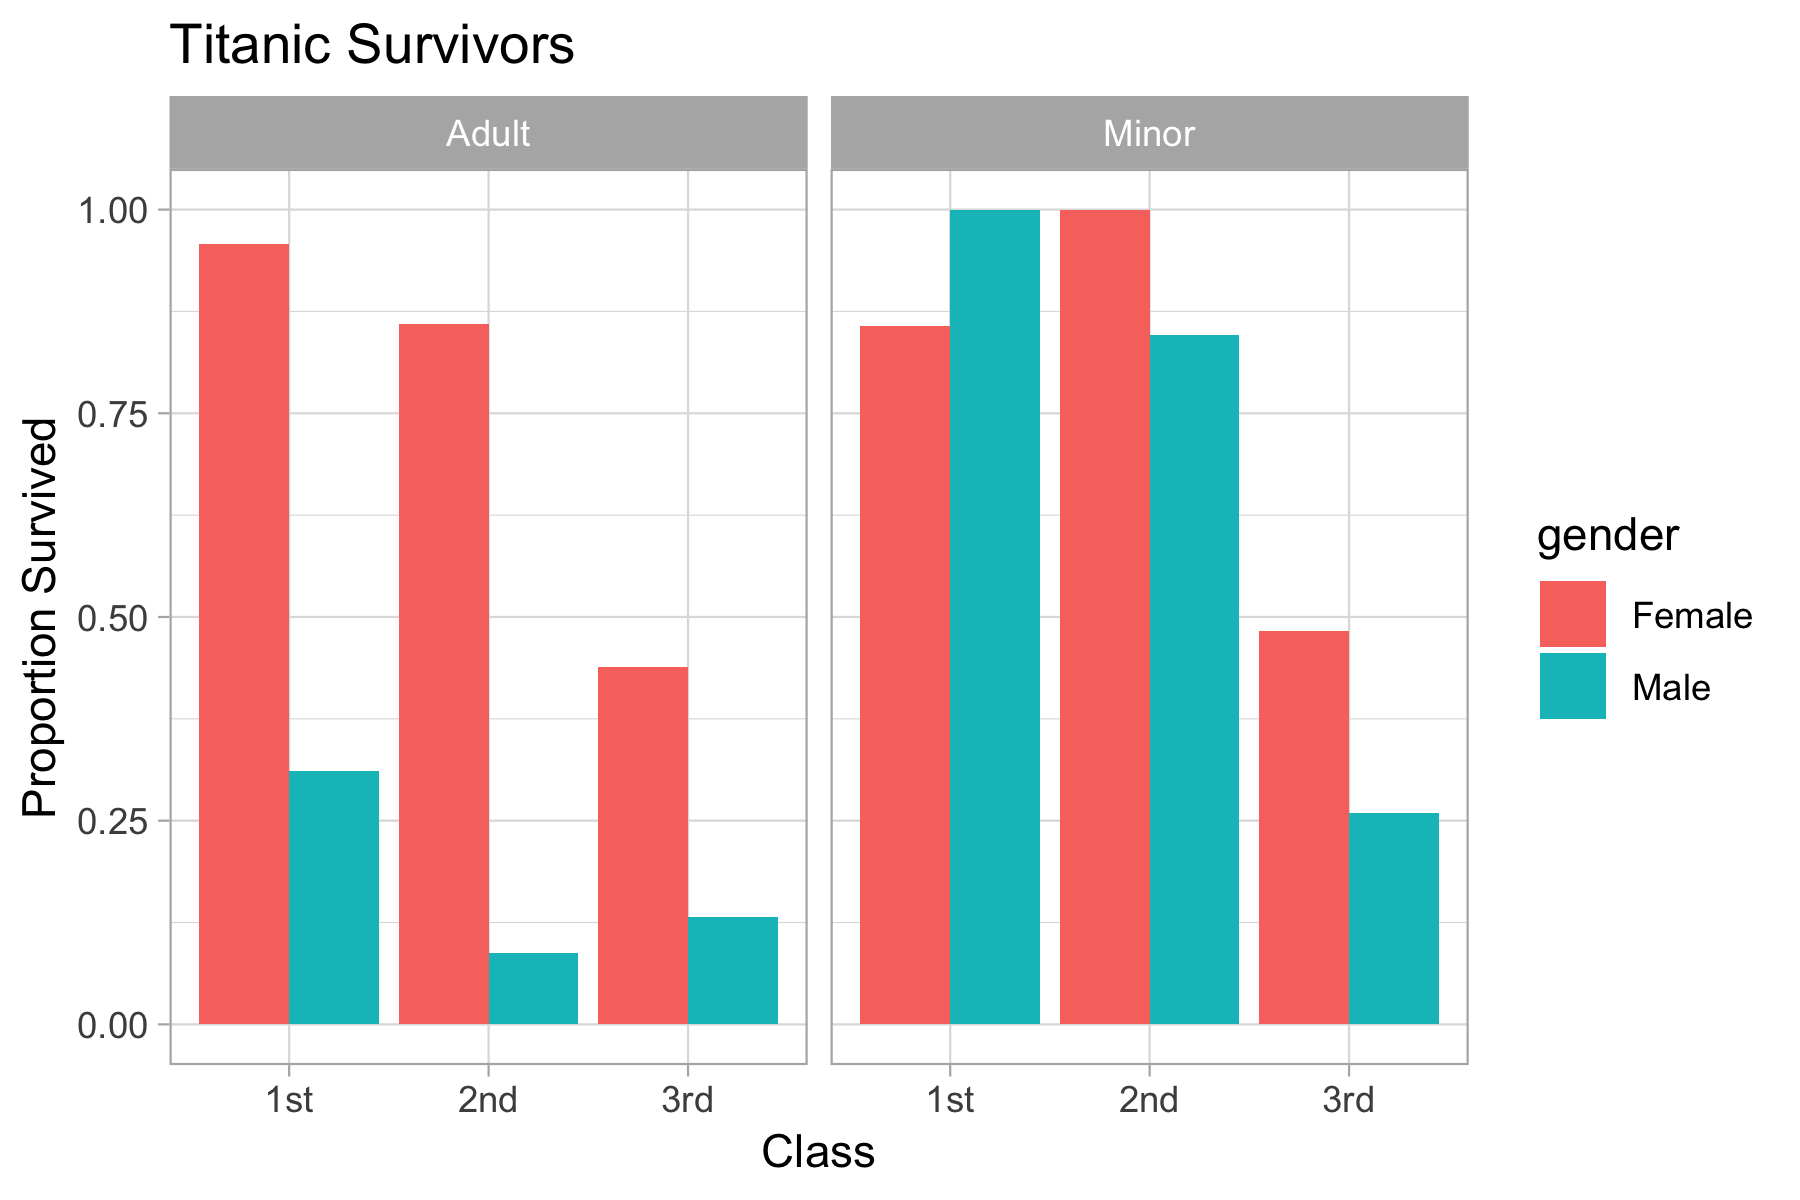 Titanic Survivors
Adult
Minor
1.00
0.75
0.50
0.25
0.00
Proportion Survived
1st 2nd 3rd
1st 2nd 3rd
Class
gender
Female
Male